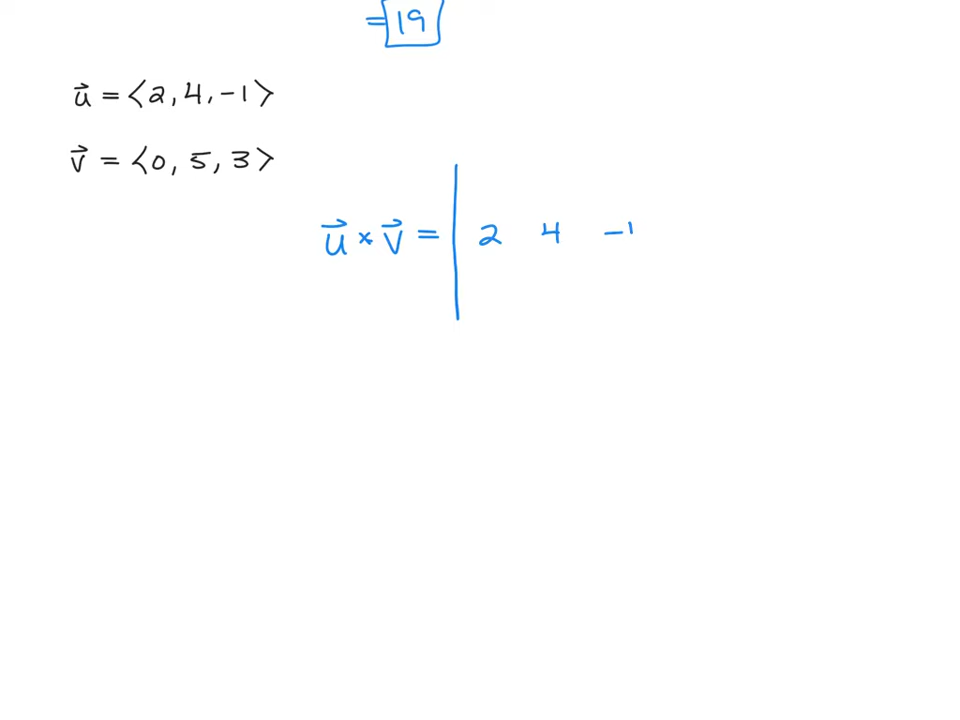 = 19
u⃗ = ⟨2, 4, -1⟩
v⃗ = ⟨0, 5, 3⟩
u⃗ × v⃗ = | 2 4 -1